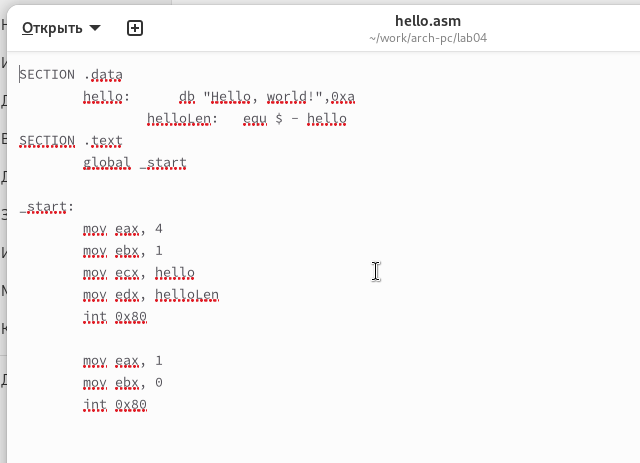 Открыть
hello.asm
~/work/arch-pc/lab04
SECTION .data
hello: db "Hello, world!",0xa
helloLen: equ $ - hello
SECTION .text
global _start
_start:
mov eax, 4
mov ebx, 1
mov ecx, hello
mov edx, helloLen
int 0x80
mov eax, 1
mov ebx, 0
int 0x80